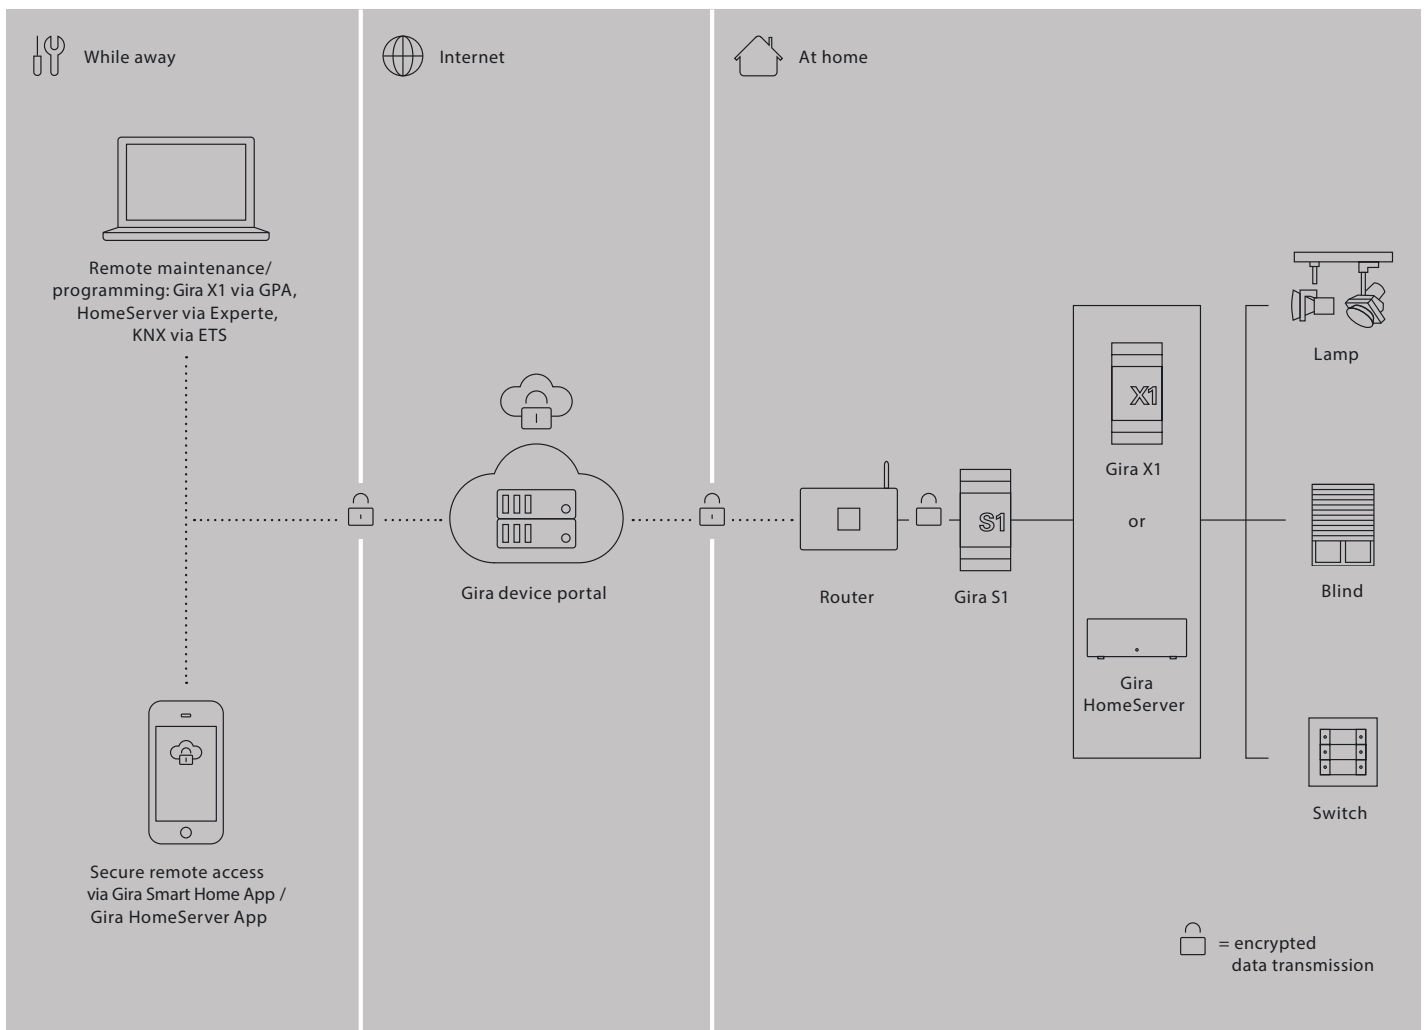 While away
Internet
At home
Remote maintenance/
programming: Gira X1 via GPA,
HomeServer via Experte,
KNX via ETS
Secure remote access
via Gira Smart Home App /
Gira HomeServer App
Gira device portal
Router
S1
Gira S1
X1
Gira X1
or
Gira
HomeServer
Lamp
Blind
Switch
= encrypted
data transmission